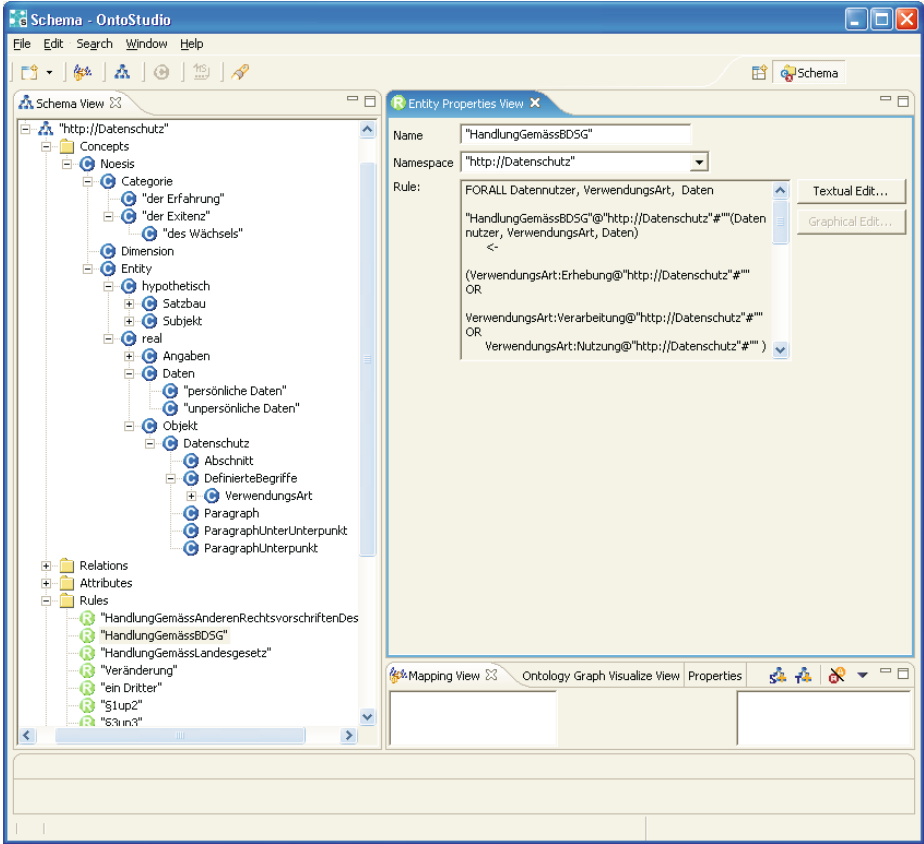 Schema - OntoStudio
File Edit Search Window Help
Schema
Schema View
"http://Datenschutz"
Concepts
Noesis
Categorie
"der Erfahrung"
"der Exitenz"
"des Wächsels"
Dimension
Entity
hypothetisch
Satzbau
Subjekt
real
Angaben
Daten
"persönliche Daten"
"unpersönliche Daten"
Objekt
Datenschutz
Abschnitt
DefinierteBegriffe
VerwendungsArt
Paragraph
ParagraphUnterUnterpunkt
ParagraphUnterpunkt
Relations
Attributes
Rules
"HandlungGemässAnderenRechtsvorschriftenDes
"HandlungGemässBDSG"
"HandlungGemässLandesgesetz"
"Veränderung"
"ein Dritter"
"§1up2"
"§3up3"
Entity Properties View
Name "HandlungGemässBDSG"
Namespace "http://Datenschutz"
Rule:
FORALL Datennutzer, VerwendungsArt, Daten
"HandlungGemässBDSG"@"http://Datenschutz"#""(Daten
nutzer, VerwendungsArt, Daten)
<-
(VerwendungsArt:Erhebung@"http://Datenschutz"#""
OR
VerwendungsArt:Verarbeitung@"http://Datenschutz"#""
OR
VerwendungsArt:Nutzung@"http://Datenschutz"#"" )
Textual Edit...
Graphical Edit...
Mapping View Ontology Graph Visualize View Properties